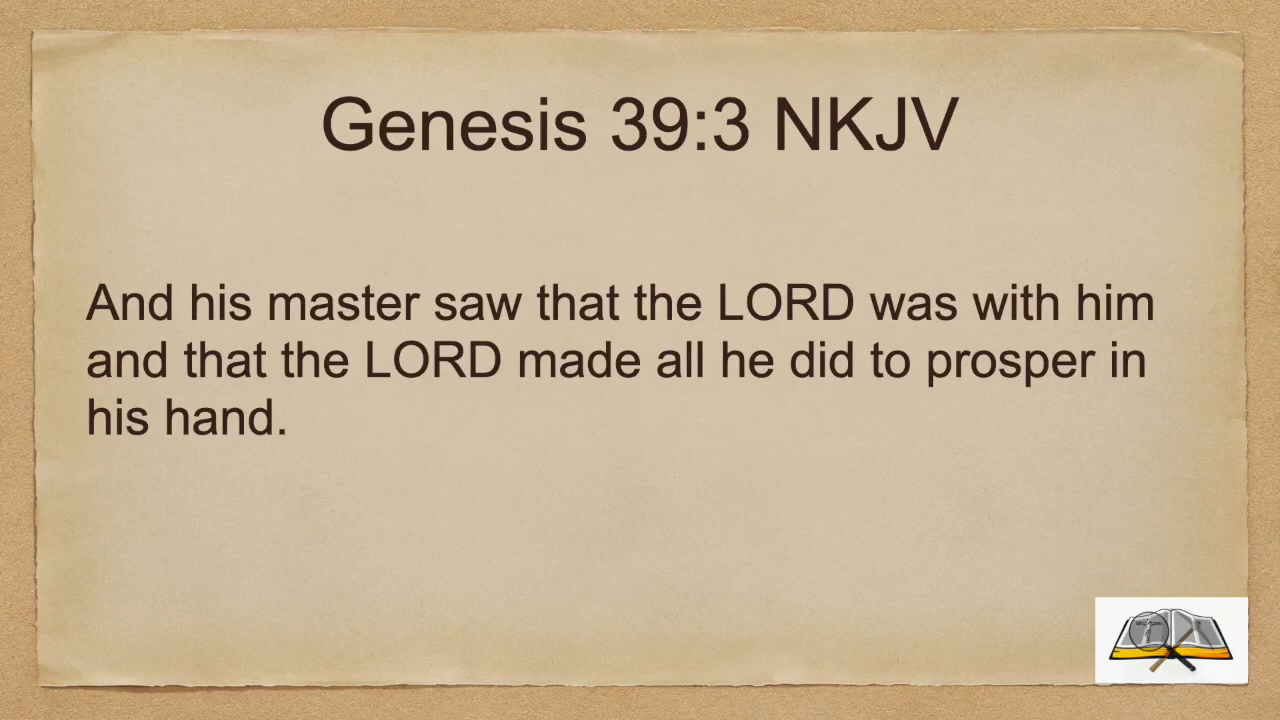 Genesis 39:3 NKJV
And his master saw that the LORD was with him
and that the LORD made all he did to prosper in
his hand.